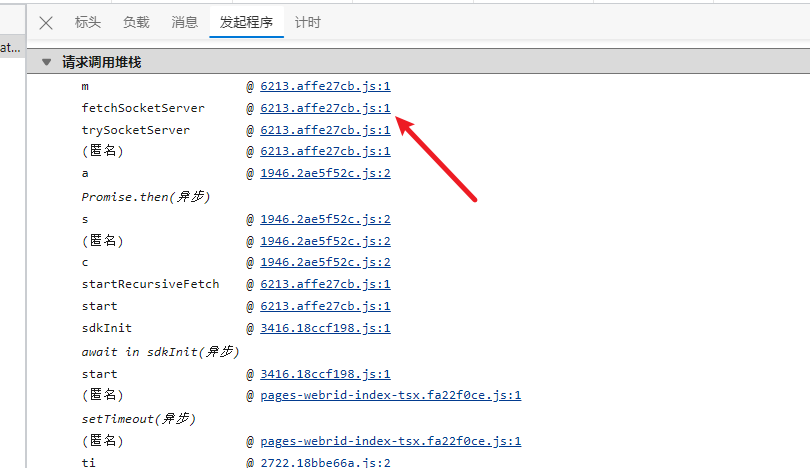 标头 负载 消息 发起程序 计时
at...
请求调用堆栈
m @ 6213.affe27cb.js:1
fetchSocketServer @ 6213.affe27cb.js:1
trySocketServer @ 6213.affe27cb.js:1
(匿名) @ 6213.affe27cb.js:1
a @ 1946.2ae5f52c.js:2
Promise.then(异步)
s @ 1946.2ae5f52c.js:2
(匿名) @ 1946.2ae5f52c.js:2
c @ 1946.2ae5f52c.js:2
startRecursiveFetch @ 6213.affe27cb.js:1
start @ 6213.affe27cb.js:1
sdkInit @ 3416.18ccf198.js:1
await in sdkInit(异步)
start @ 3416.18ccf198.js:1
(匿名) @ pages-webrid-index-tsx.fa22f0ce.js:1
setTimeout(异步)
(匿名) @ pages-webrid-index-tsx.fa22f0ce.js:1
ti @ 2722.18bbe66a.js:2